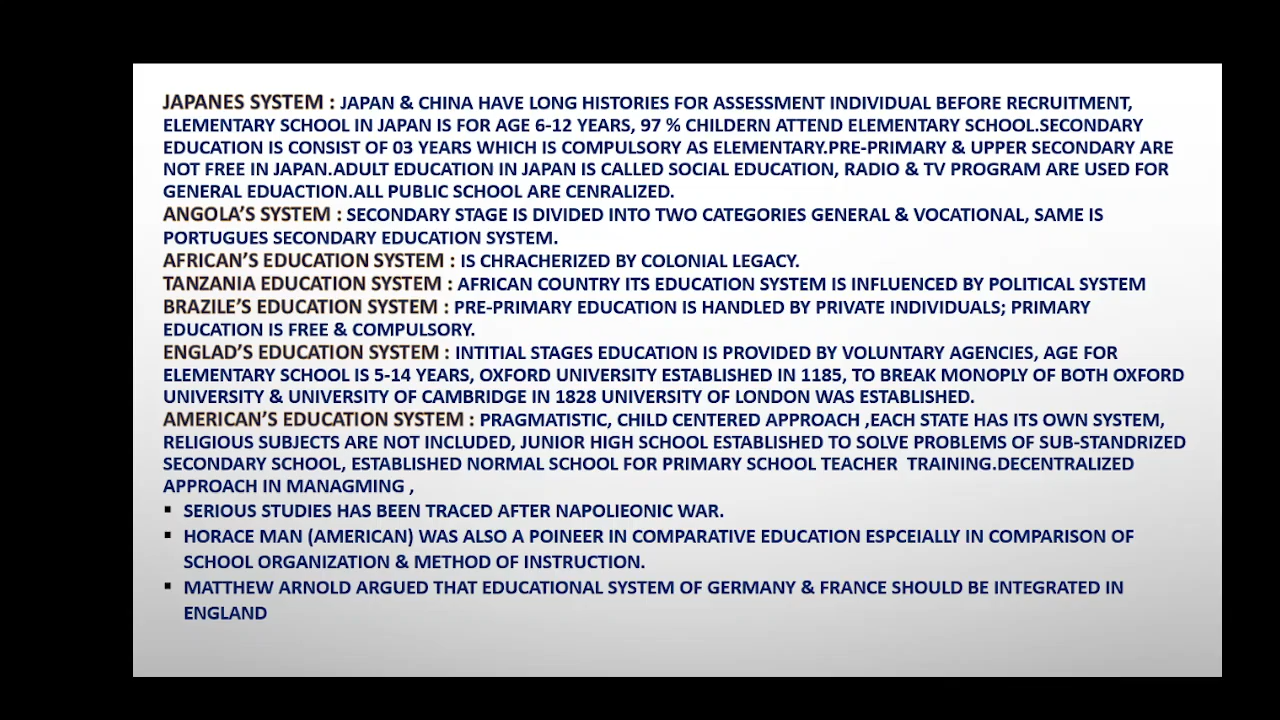 JAPANES SYSTEM : JAPAN & CHINA HAVE LONG HISTORIES FOR ASSESSMENT INDIVIDUAL BEFORE RECRUITMENT,
ELEMENTARY SCHOOL IN JAPAN IS FOR AGE 6-12 YEARS, 97 % CHILDERN ATTEND ELEMENTARY SCHOOL.SECONDARY
EDUCATION IS CONSIST OF 03 YEARS WHICH IS COMPULSORY AS ELEMENTARY.PRE-PRIMARY & UPPER SECONDARY ARE
NOT FREE IN JAPAN.ADULT EDUCATION IN JAPAN IS CALLED SOCIAL EDUCATION, RADIO & TV PROGRAM ARE USED FOR
GENERAL EDUACTION.ALL PUBLIC SCHOOL ARE CENRALIZED.
ANGOLA'S SYSTEM : SECONDARY STAGE IS DIVIDED INTO TWO CATEGORIES GENERAL & VOCATIONAL, SAME IS
PORTUGUES SECONDARY EDUCATION SYSTEM.
AFRICAN'S EDUCATION SYSTEM : IS CHRACHERIZED BY COLONIAL LEGACY.
TANZANIA EDUCATION SYSTEM : AFRICAN COUNTRY ITS EDUCATION SYSTEM IS INFLUENCED BY POLITICAL SYSTEM
BRAZILE'S EDUCATION SYSTEM : PRE-PRIMARY EDUCATION IS HANDLED BY PRIVATE INDIVIDUALS; PRIMARY
EDUCATION IS FREE & COMPULSORY.
ENGLAD'S EDUCATION SYSTEM : INTITIAL STAGES EDUCATION IS PROVIDED BY VOLUNTARY AGENCIES, AGE FOR
ELEMENTARY SCHOOL IS 5-14 YEARS, OXFORD UNIVERSITY ESTABLISHED IN 1185, TO BREAK MONOPLY OF BOTH OXFORD
UNIVERSITY & UNIVERSITY OF CAMBRIDGE IN 1828 UNIVERSITY OF LONDON WAS ESTABLISHED.
AMERICAN'S EDUCATION SYSTEM : PRAGMATISTIC, CHILD CENTERED APPROACH ,EACH STATE HAS ITS OWN SYSTEM,
RELIGIOUS SUBJECTS ARE NOT INCLUDED, JUNIOR HIGH SCHOOL ESTABLISHED TO SOLVE PROBLEMS OF SUB-STANDRIZED
SECONDARY SCHOOL, ESTABLISHED NORMAL SCHOOL FOR PRIMARY SCHOOL TEACHER  TRAINING.DECENTRALIZED
APPROACH IN MANAGMING ,
▪ SERIOUS STUDIES HAS BEEN TRACED AFTER NAPOLIEONIC WAR.
▪ HORACE MAN (AMERICAN) WAS ALSO A POINEER IN COMPARATIVE EDUCATION ESPCEIALLY IN COMPARISON OF
SCHOOL ORGANIZATION & METHOD OF INSTRUCTION.
▪ MATTHEW ARNOLD ARGUED THAT EDUCATIONAL SYSTEM OF GERMANY & FRANCE SHOULD BE INTEGRATED IN
ENGLAND